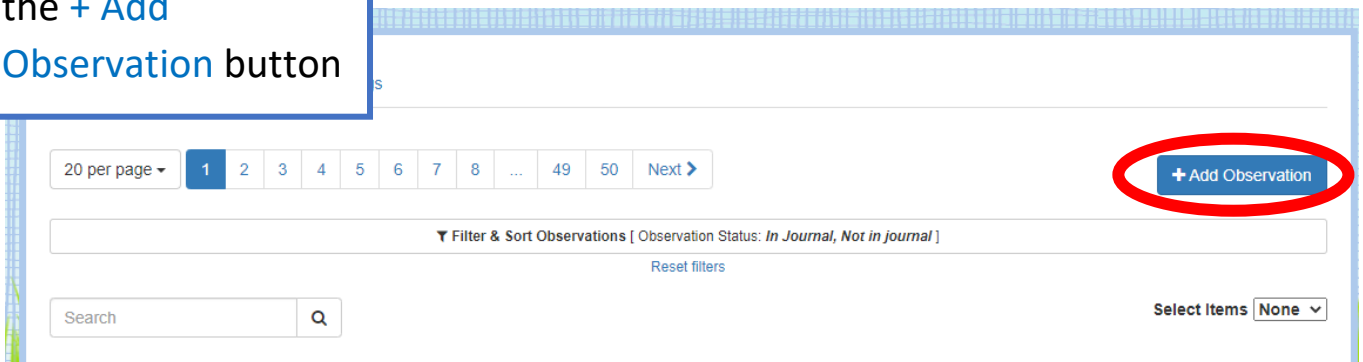 the + Add
Observation button
s
20 per page 1 2 3 4 5 6 7 8 ... 49 50 Next
+ Add Observation
Filter & Sort Observations [ Observation Status: In Journal, Not in journal ]
Reset filters
Search
Select Items None